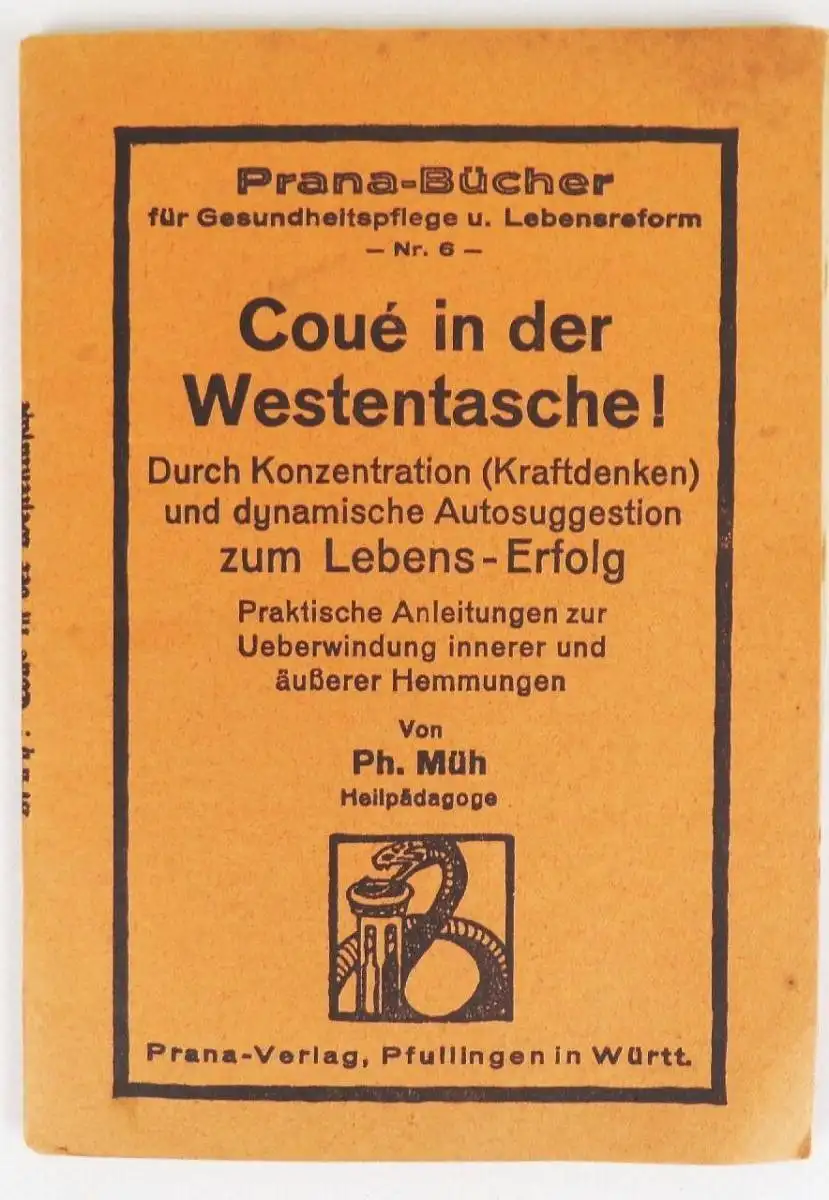 Prana-Bücher
für Gesundheitspflege u. Lebensreform
— Nr. 6 —
Coué in der
Westentasche!
Durch Konzentration (Kraftdenken)
und dynamische Autosuggestion
zum Lebens-Erfolg
Praktische Anleitungen zur
Ueberwindung innerer und
äußerer Hemmungen
Von
Ph. Müh
Heilpädagoge
Prana-Verlag, Pfullingen in Württ.